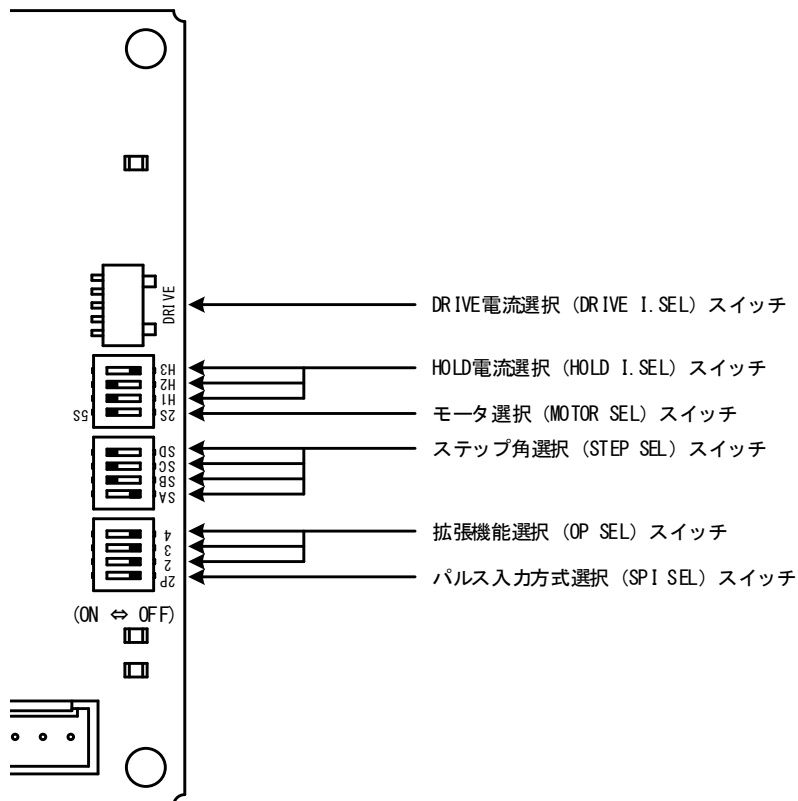 DRIVE
DRIVE電流選択（DRIVE I.SEL）スイッチ
H3
HOLD電流選択（HOLD I.SEL）スイッチ
H2
H1
5S
2S
モータ選択（MOTOR SEL）スイッチ
SD
ステップ角選択（STEP SEL）スイッチ
SC
SB
SA
4
拡張機能選択（OP SEL）スイッチ
3
2
2P
パルス入力方式選択（SPI SEL）スイッチ
(ON ⇔ OFF)